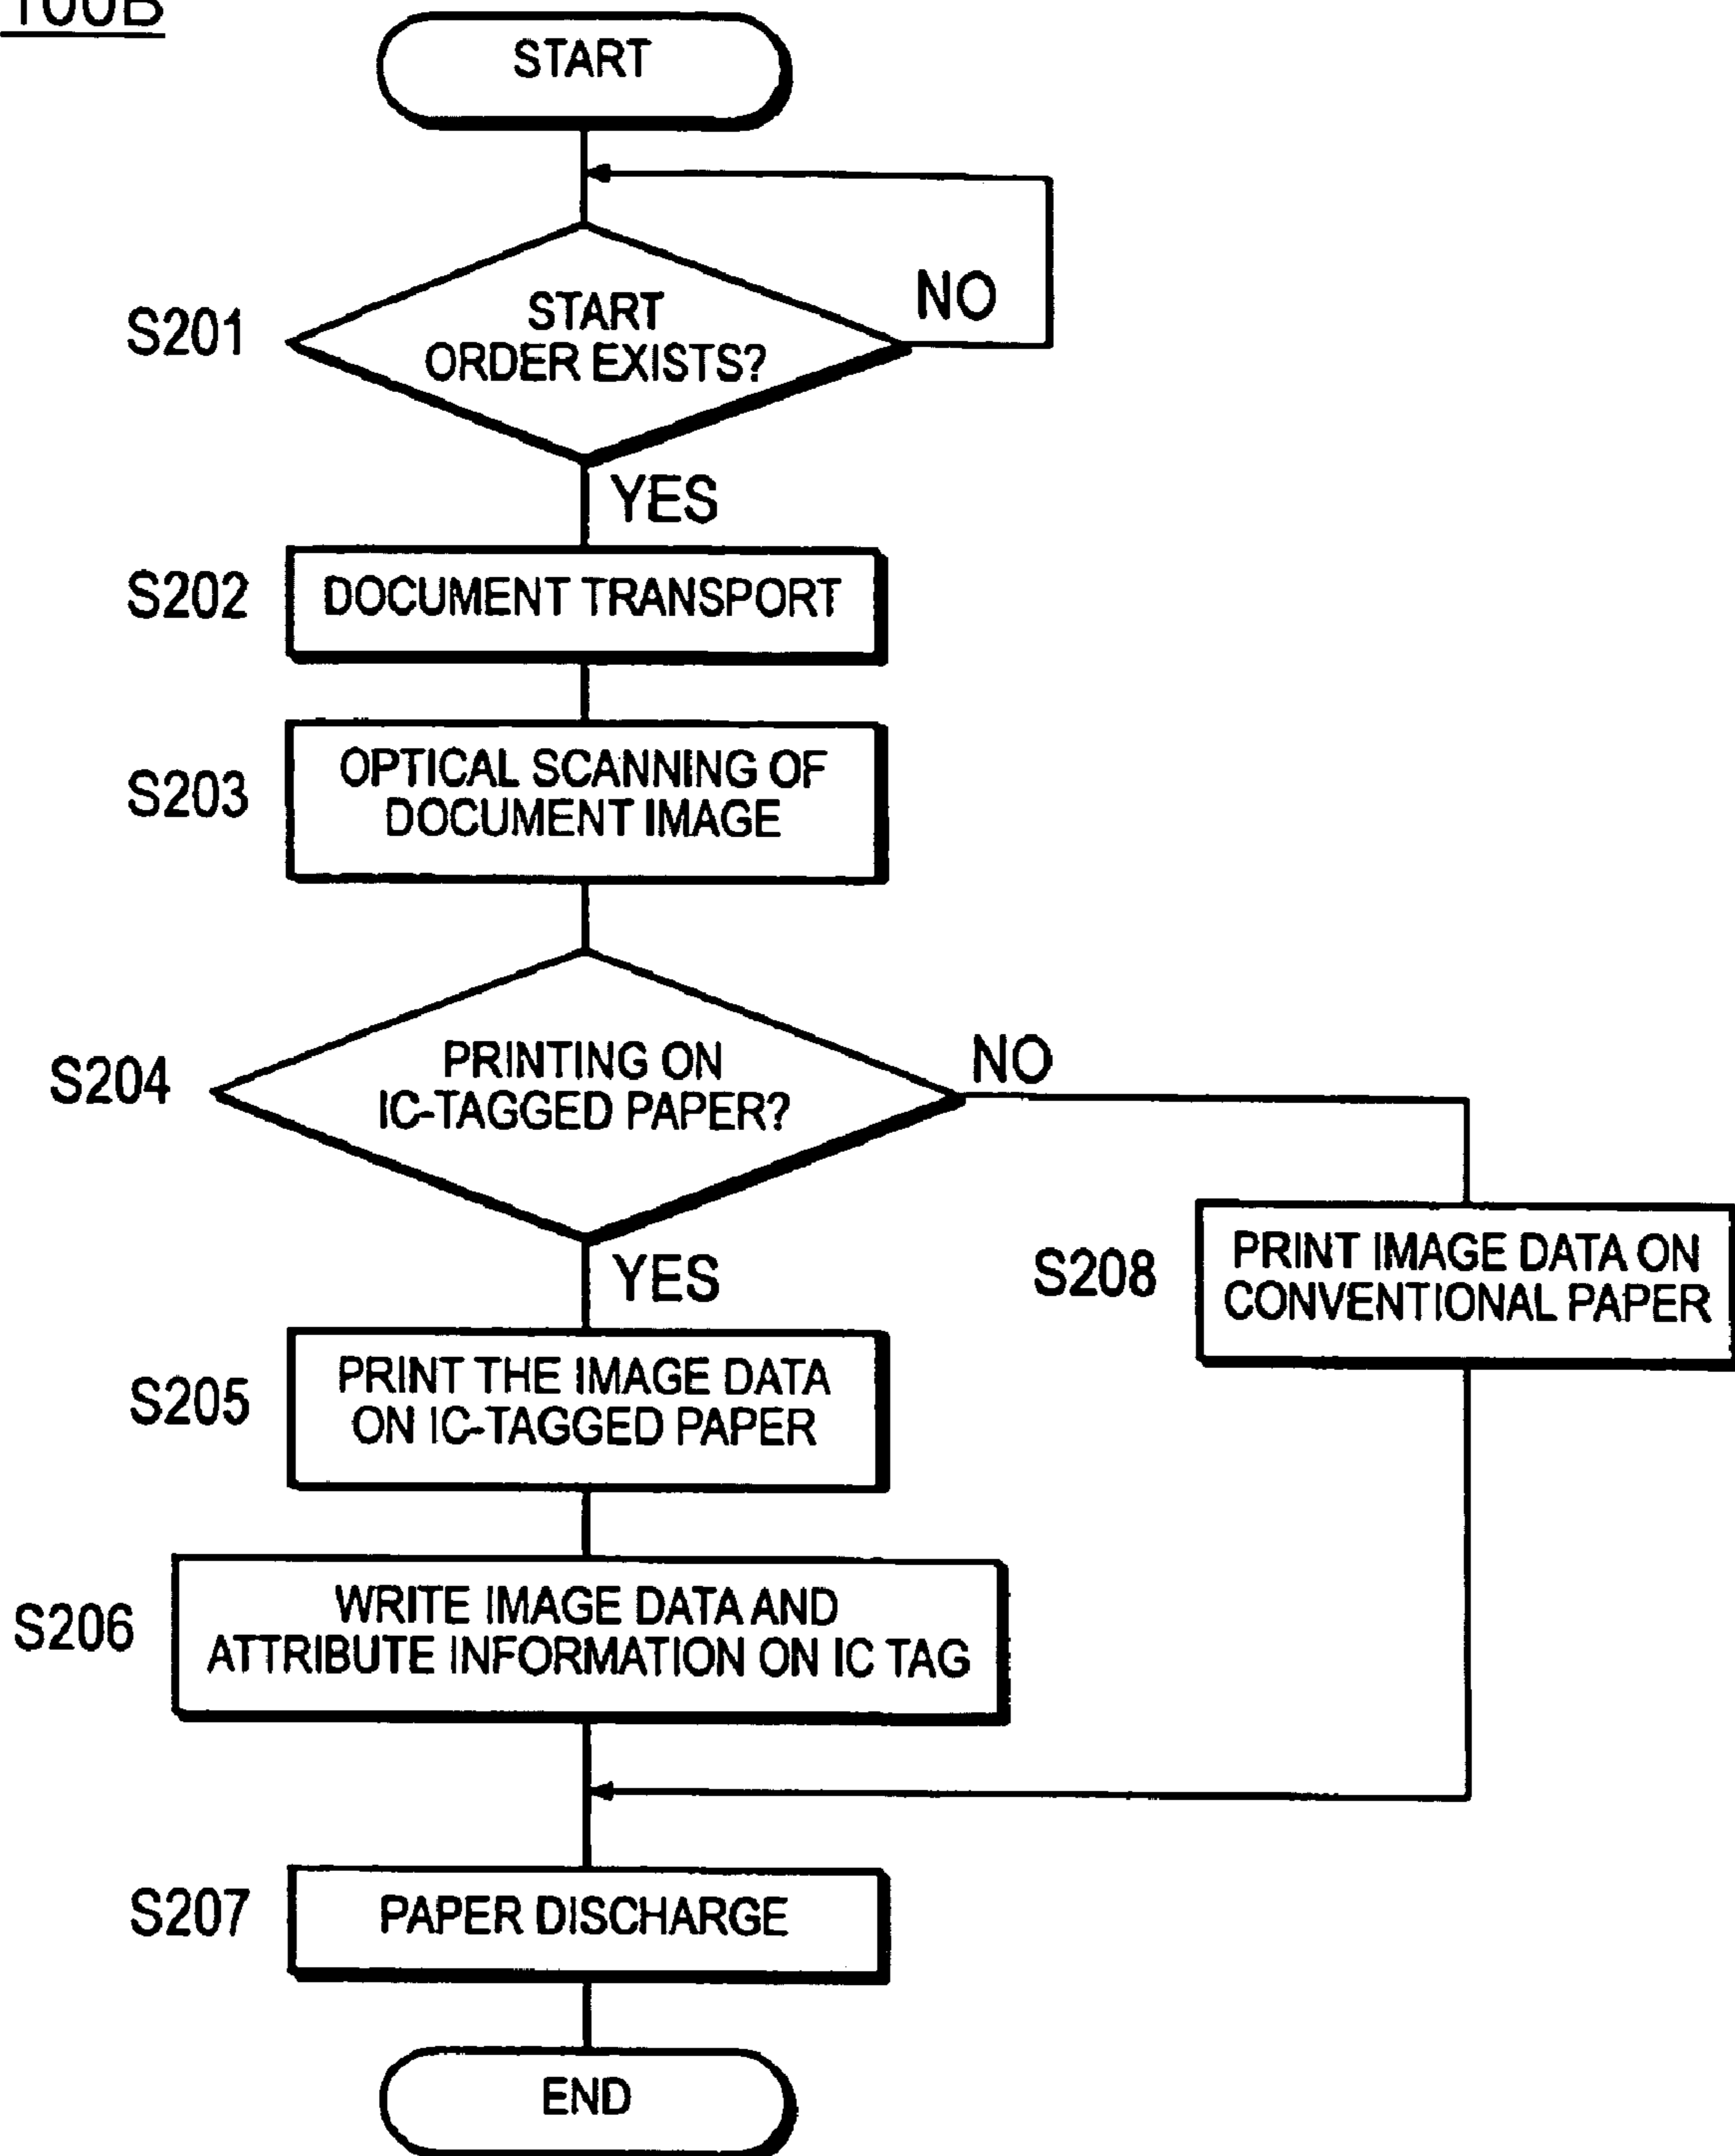 100B
START
S201
START
ORDER EXISTS?
NO
YES
S202
DOCUMENT TRANSPORT
S203
OPTICAL SCANNING OF
DOCUMENT IMAGE
S204
PRINTING ON
IC-TAGGED PAPER?
NO
YES
S208
PRINT IMAGE DATA ON
CONVENTIONAL PAPER
S205
PRINT THE IMAGE DATA
ON IC-TAGGED PAPER
S206
WRITE IMAGE DATA AND
ATTRIBUTE INFORMATION ON IC TAG
S207
PAPER DISCHARGE
END